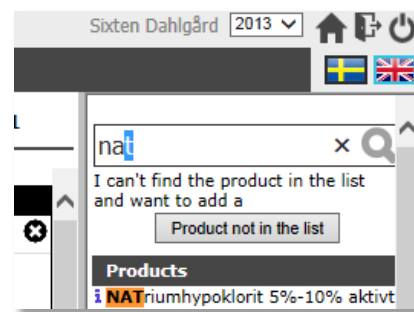 Sixten Dahlgård 2013
1
nat
I can't find the product in the list
and want to add a
Product not in the list
Products
i NATriumhypoklorit 5%-10% aktivt